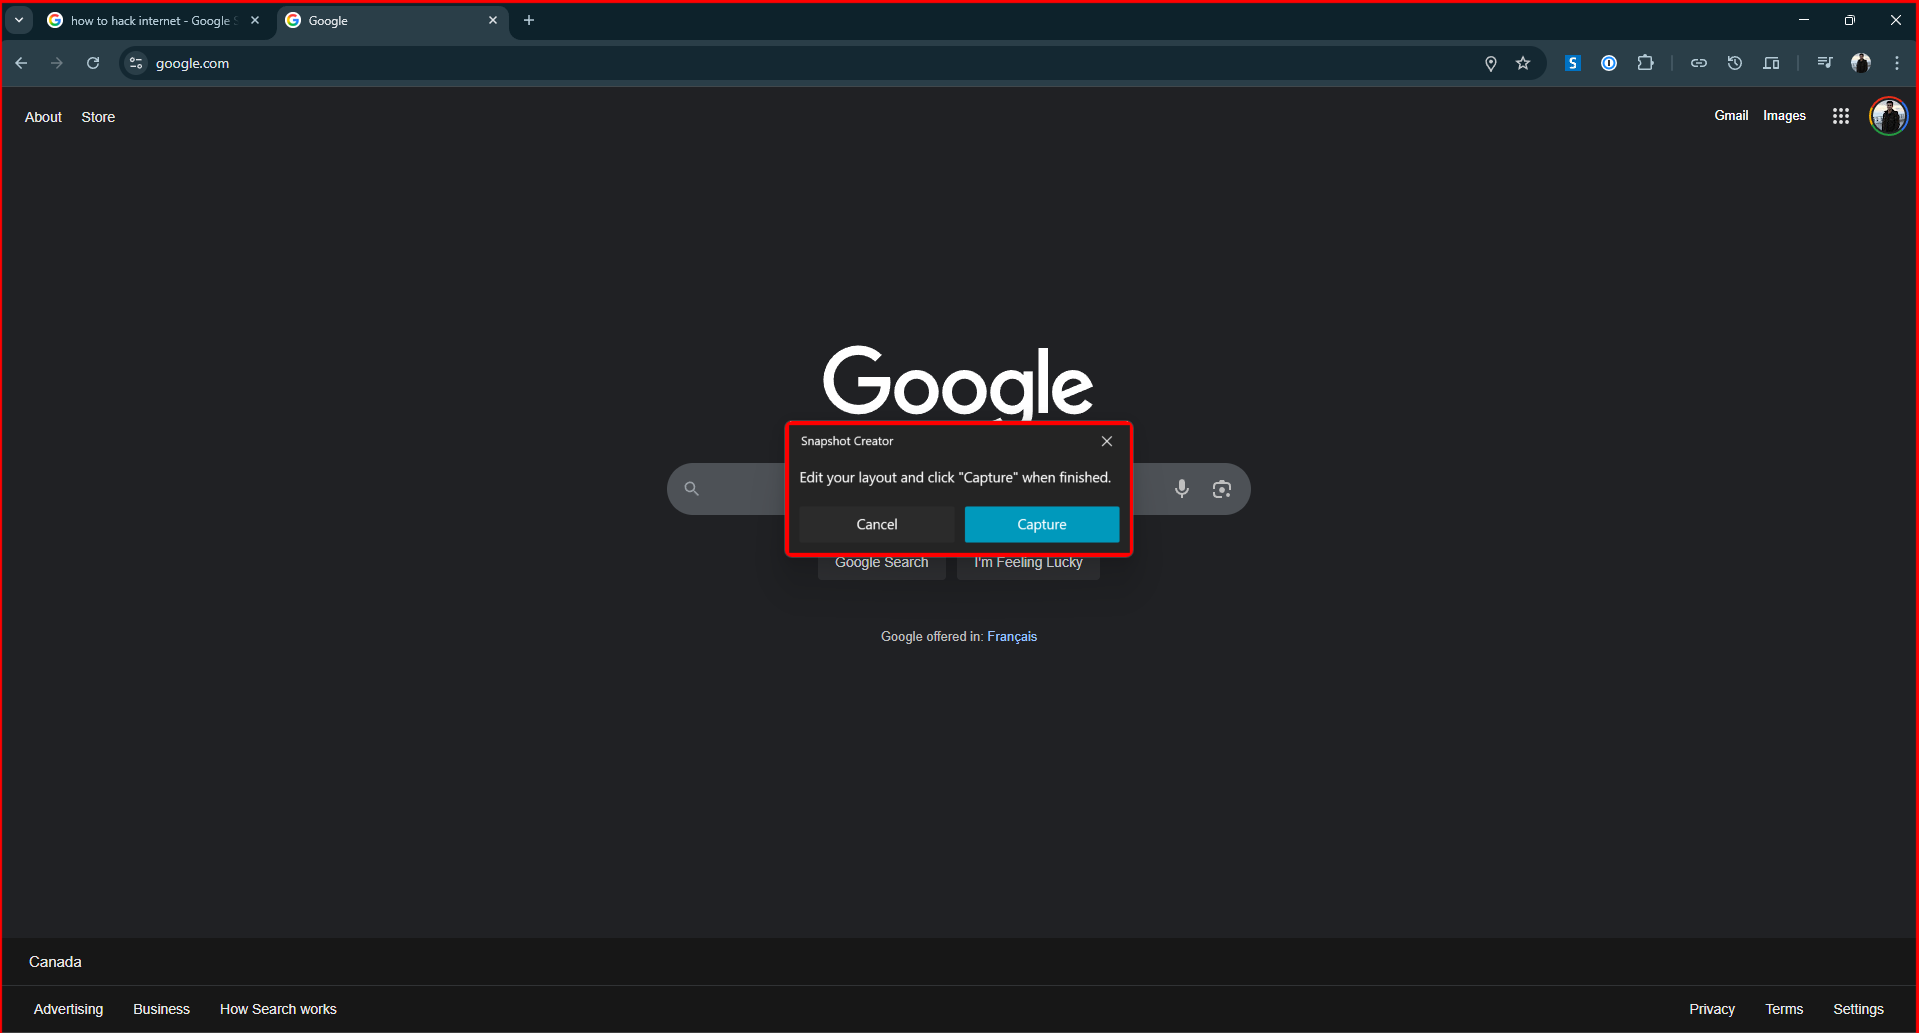 how to hack internet - Google S
Google
google.com
S
About
Store
Gmail
Images
Google
Snapshot Creator
Edit your layout and click "Capture" when finished.
Cancel
Capture
Google Search
I'm Feeling Lucky
Google offered in: Français
Canada
Advertising
Business
How Search works
Privacy
Terms
Settings